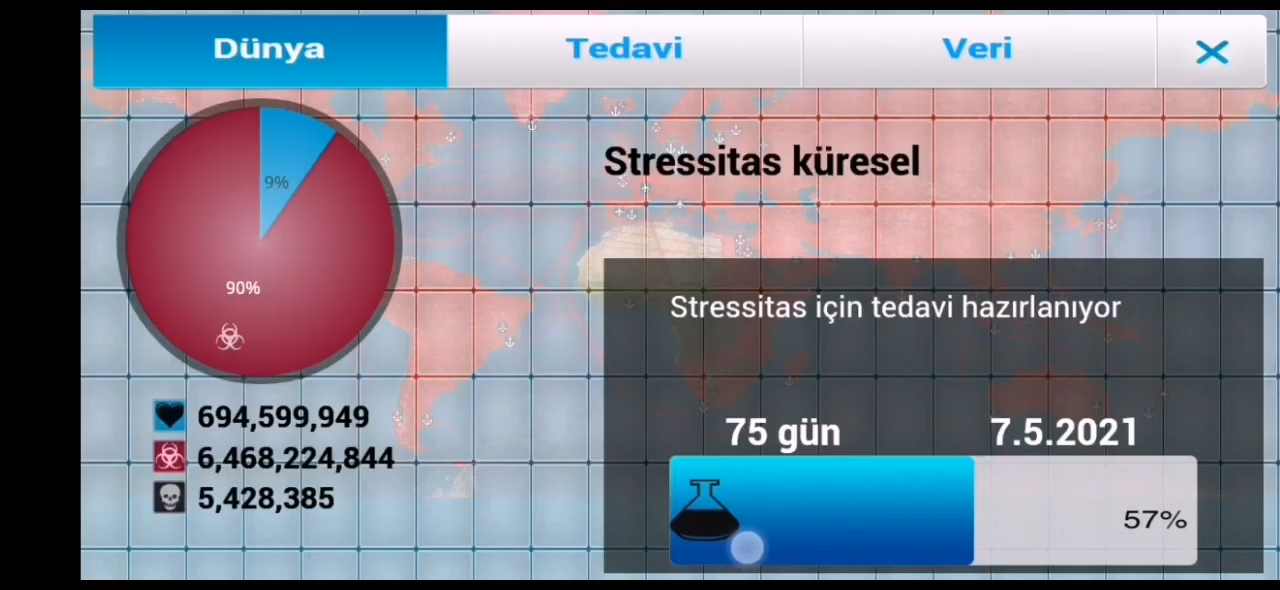 Dünya
Tedavi
Veri
9%
90%
694,599,949
6,468,224,844
5,428,385
Stressitas küresel
Stressitas için tedavi hazırlanıyor
75 gün
7.5.2021
57%